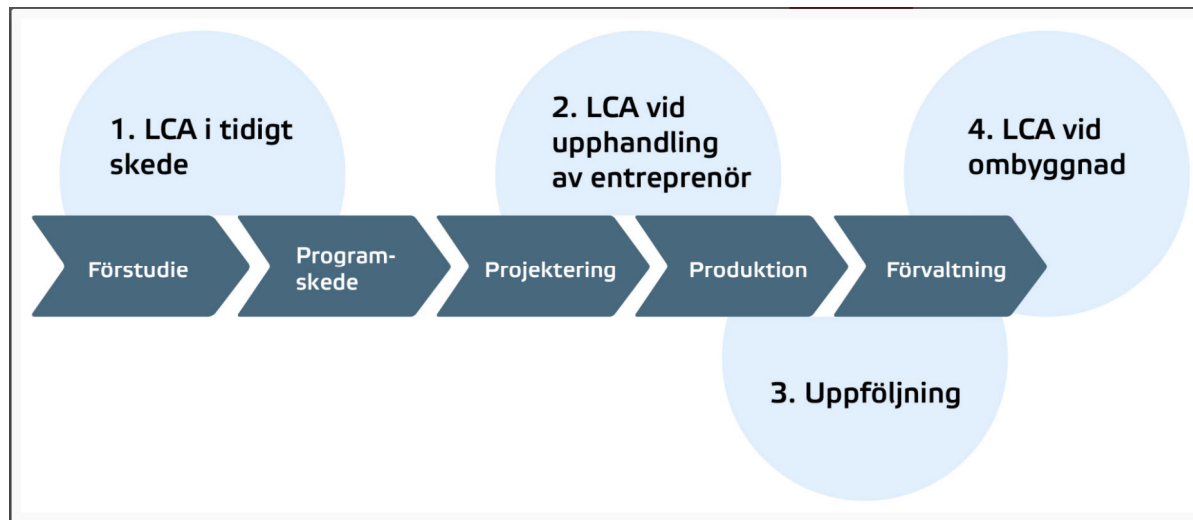 1. LCA i tidigt
skede
2. LCA vid
upphandling
av entreprenör
4. LCA vid
ombyggnad
Förstudie
Program-
skede
Projektering
Produktion
Förvaltning
3. Uppföljning